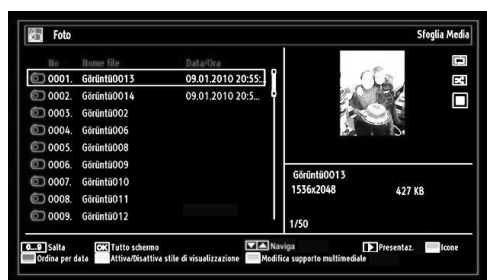 Foto Sfoglia Media
No Nome file Data/Ora
0001. Görüntü0013 09.01.2010 20:55:..
0002. Görüntü0014 09.01.2010 20:5...
0003. Görüntü002
0004. Görüntü006
0005. Görüntü008
0006. Görüntü009
0007. Görüntü010
0008. Görüntü011
0009. Görüntü012
Görüntü0013
1536x2048 427 KB
1/50
0...9 Salta OK Tutto schermo Naviga Presentaz. Icone
Ordina per data Attiva/Disattiva stile di visualizzazione Modifica supporto multimediale